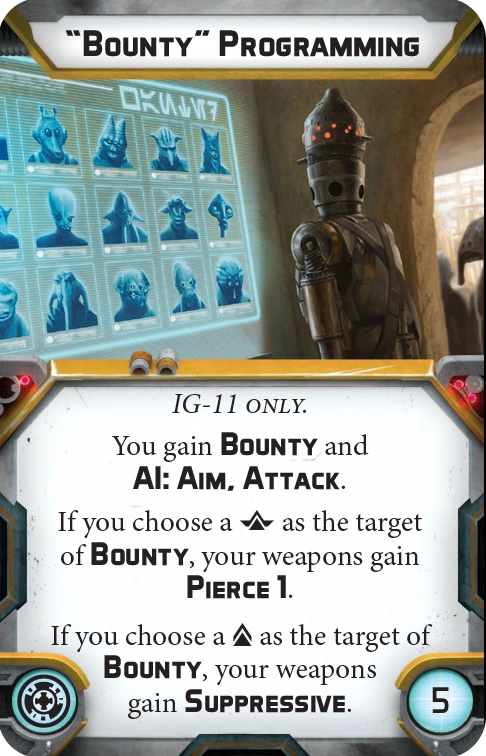 “Bounty” Programming
IG-11 only.
You gain Bounty and
AI: Aim, Attack.
If you choose a as the target
of Bounty, your weapons gain
Pierce 1.
If you choose a as the target of
Bounty, your weapons
gain Suppressive.
5